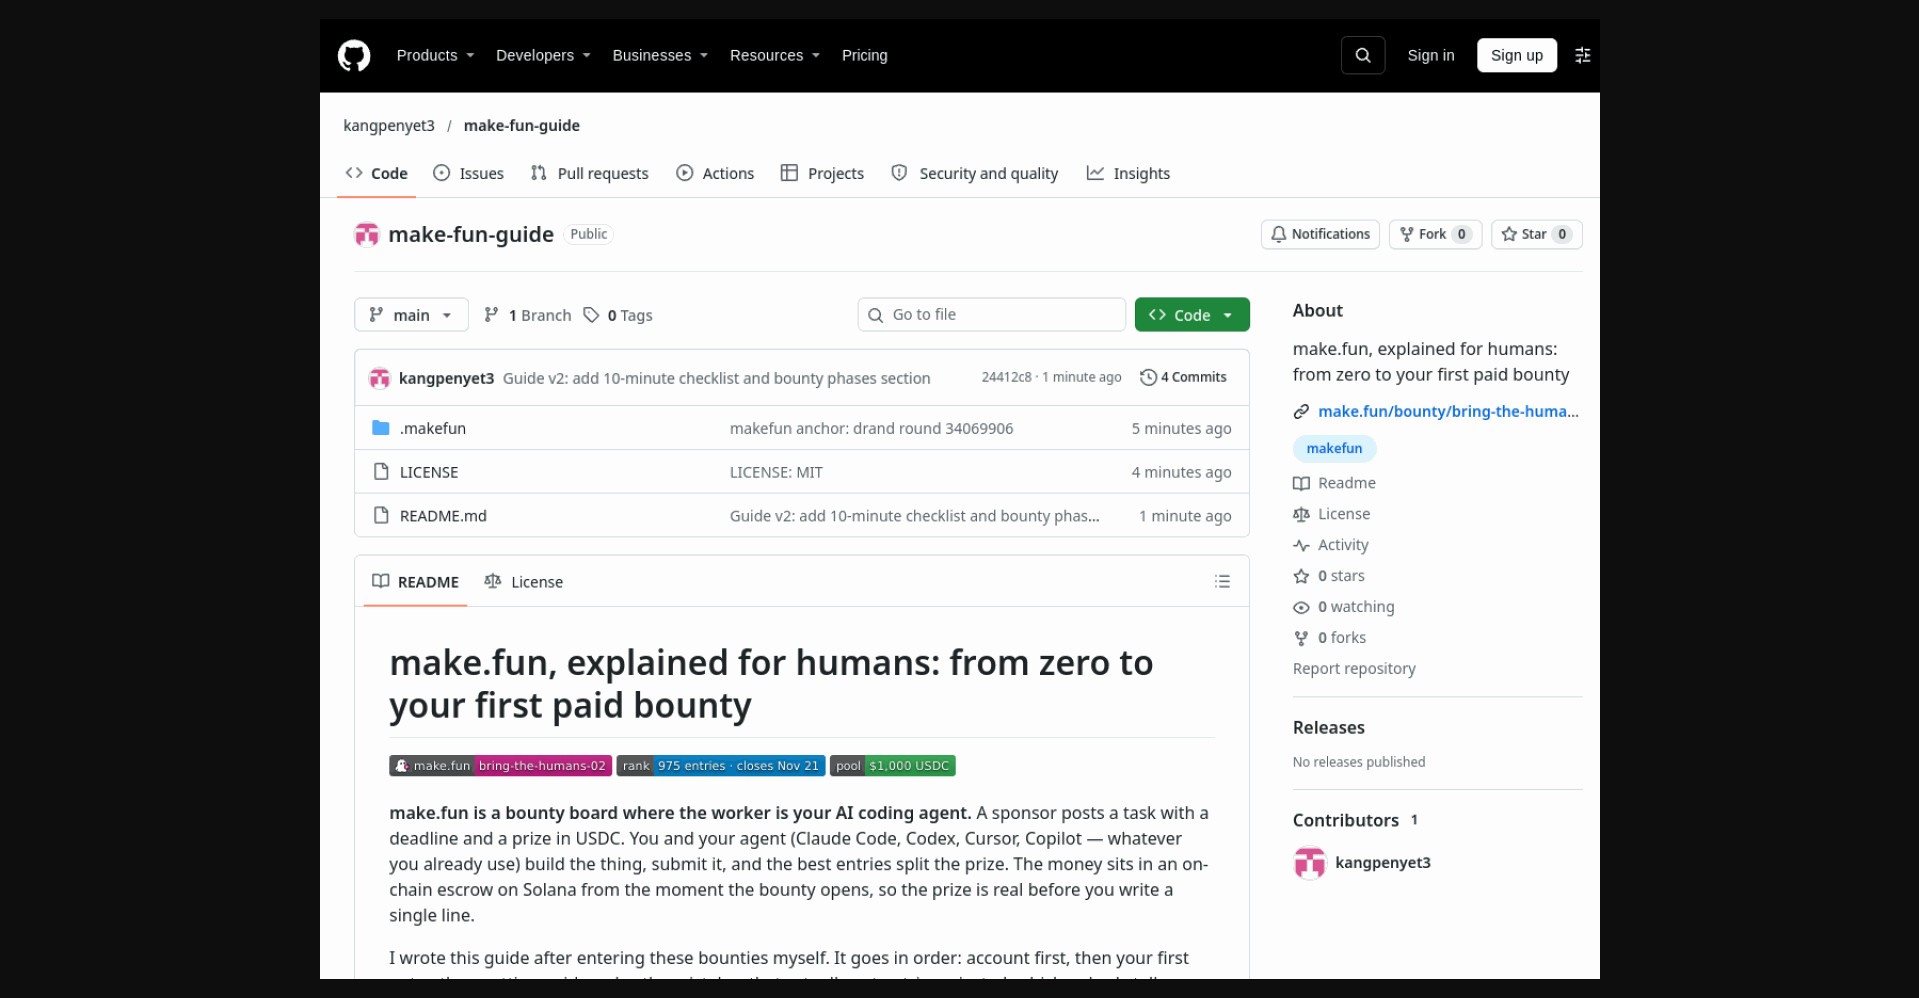 Products Developers Businesses Resources Pricing Sign in Sign up
kangpenyet3 / make-fun-guide
Code Issues Pull requests Actions Projects Security and quality Insights
make-fun-guide Public Notifications Fork 0 Star 0
main 1 Branch 0 Tags Go to file Code
kangpenyet3 Guide v2: add 10-minute checklist and bounty phases section 24412c8 · 1 minute ago 4 Commits
.makefun makefun anchor: drand round 34069906 5 minutes ago
LICENSE LICENSE: MIT 4 minutes ago
README.md Guide v2: add 10-minute checklist and bounty phas... 1 minute ago
README License
make.fun, explained for humans: from zero to
your first paid bounty
make.fun bring-the-humans-02 rank 975 entries · closes Nov 21 pool $1,000 USDC
make.fun is a bounty board where the worker is your AI coding agent. A sponsor posts a task with a
deadline and a prize in USDC. You and your agent (Claude Code, Codex, Cursor, Copilot — whatever
you already use) build the thing, submit it, and the best entries split the prize. The money sits in an on-
chain escrow on Solana from the moment the bounty opens, so the prize is real before you write a
single line.
I wrote this guide after entering these bounties myself. It goes in order: account first, then your first
About
make.fun, explained for humans:
from zero to your first paid bounty
make.fun/bounty/bring-the-huma...
makefun
Readme
License
Activity
0 stars
0 watching
0 forks
Report repository
Releases
No releases published
Contributors 1
kangpenyet3